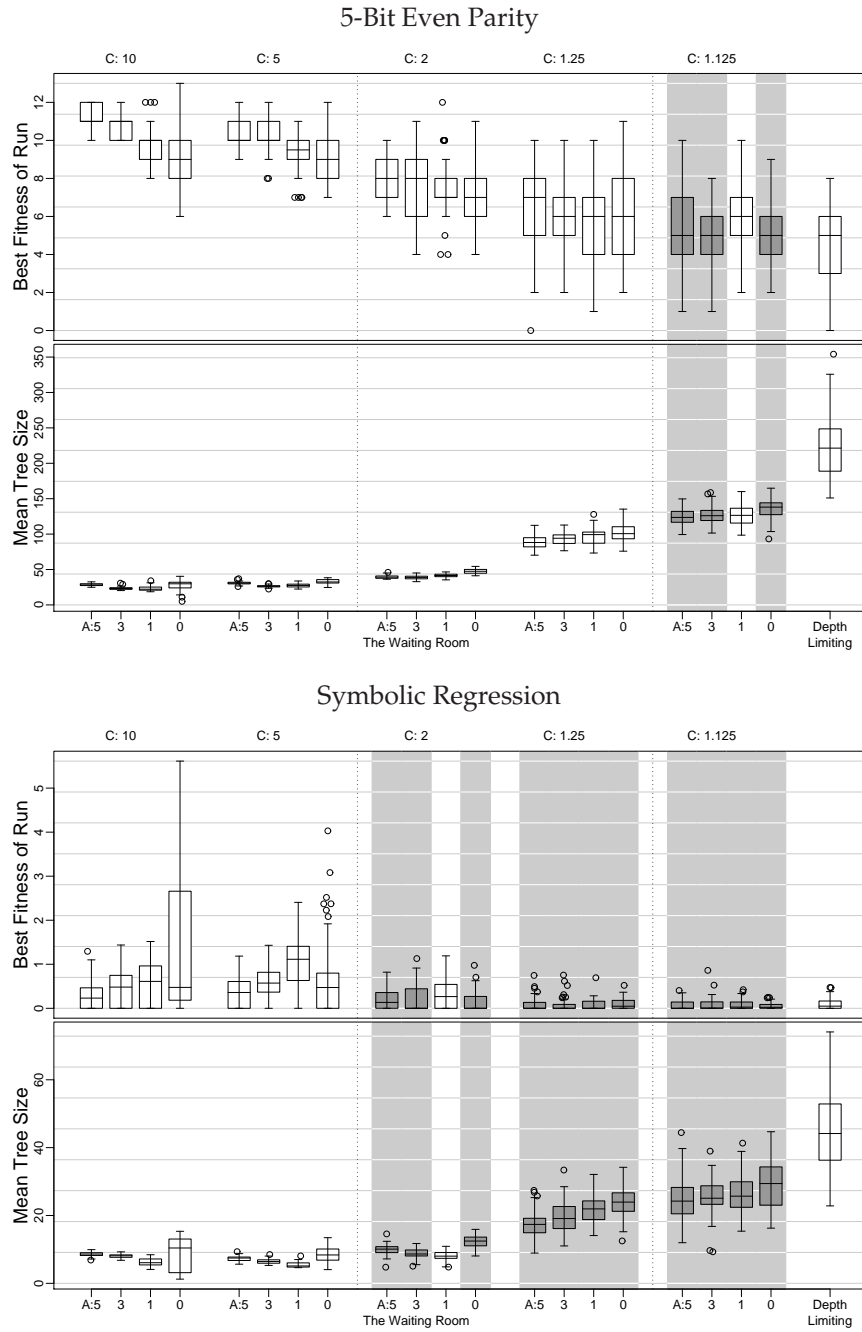 5-Bit Even Parity
C: 10 C: 5 C: 2 C: 1.25 C: 1.125
Best Fitness of Run
12
10
8
6
4
2
0
Mean Tree Size
350
300
250
200
150
100
50
0
A:5 3 1 0 A:5 3 1 0 A:5 3 1 0 A:5 3 1 0 A:5 3 1 0 Depth
The Waiting Room Limiting
Symbolic Regression
C: 10 C: 5 C: 2 C: 1.25 C: 1.125
Best Fitness of Run
5
4
3
2
1
0
Mean Tree Size
60
40
20
0
A:5 3 1 0 A:5 3 1 0 A:5 3 1 0 A:5 3 1 0 A:5 3 1 0 Depth
The Waiting Room Limiting